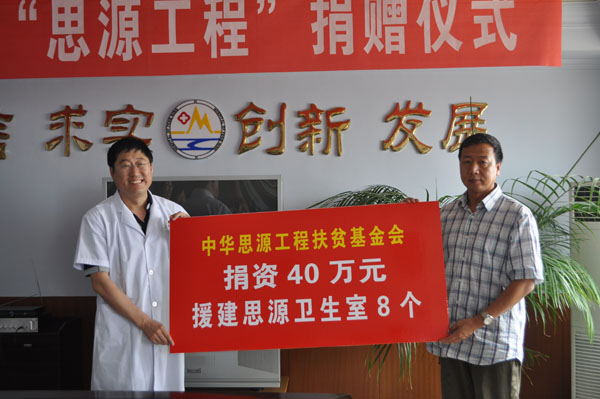 “思源工程”捐赠仪式
求实 创新 发展
中华思源工程扶贫基金会
捐资 40 万元
援建思源卫生室 8 个